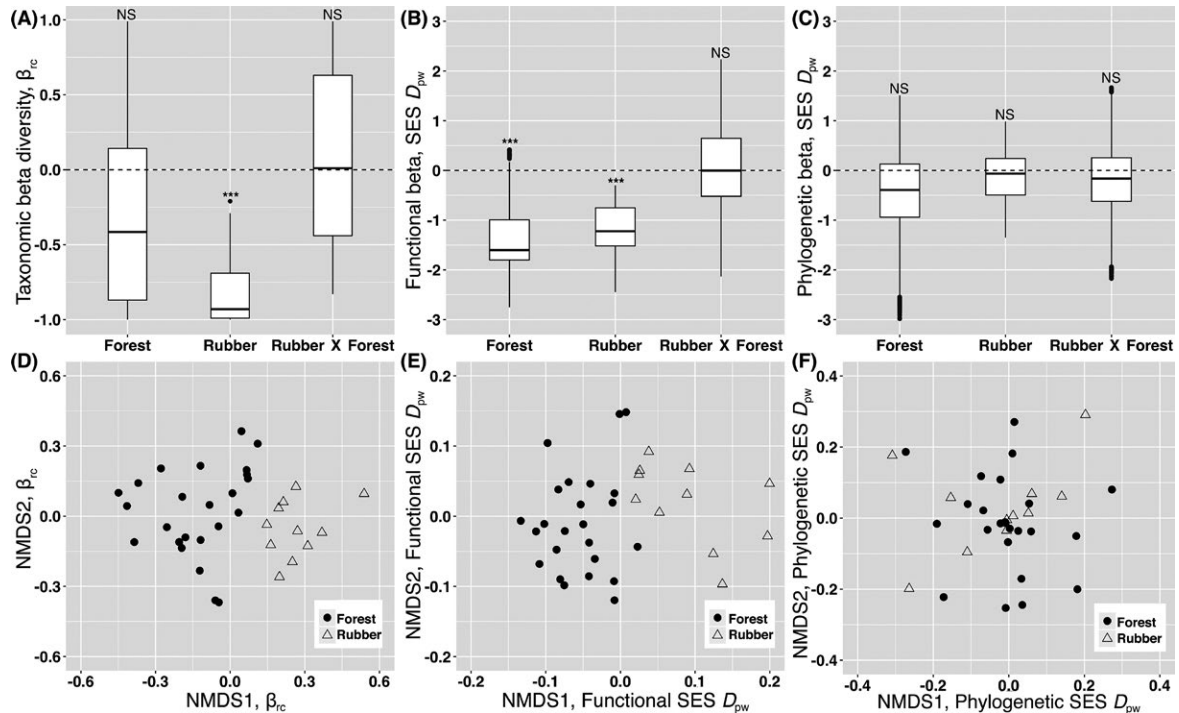 (A)
Taxonomic beta diversity, βrc
1.0
0.5
0.0
-0.5
-1.0
NS
***
NS
Forest Rubber Rubber X Forest
(B)
Functional beta, SES Dpw
3
2
1
0
-1
-2
-3
***
***
NS
Forest Rubber Rubber X Forest
(C)
Phylogenetic beta, SES Dpw
3
2
1
0
-1
-2
-3
NS
NS
NS
Forest Rubber Rubber X Forest
(D)
NMDS2, βrc
0.6
0.3
0.0
-0.3
-0.6
Forest
Rubber
-0.6 -0.3 0.0 0.3 0.6
NMDS1, βrc
(E)
NMDS2, Functional SES Dpw
0.2
0.1
0.0
-0.1
-0.2
Forest
Rubber
-0.2 -0.1 0.0 0.1 0.2
NMDS1, Functional SES Dpw
(F)
NMDS2, Phylogenetic SES Dpw
0.4
0.2
0.0
-0.2
-0.4
Forest
Rubber
-0.4 -0.2 0.0 0.2 0.4
NMDS1, Phylogenetic SES Dpw